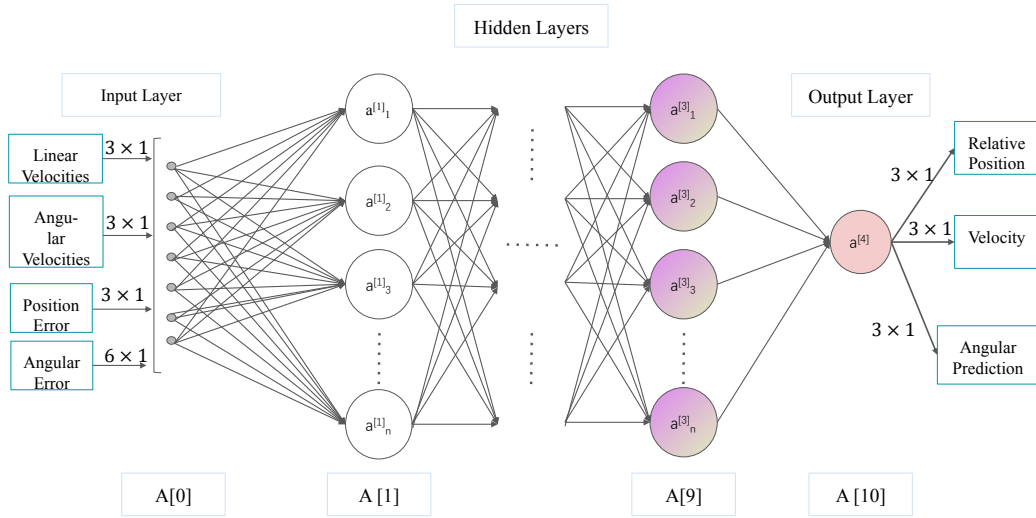 Hidden Layers
Input Layer
Output Layer
Linear
Velocities
3 × 1
Angu-
lar
Velocities
3 × 1
Position
Error
3 × 1
Angular
Error
6 × 1
a[1]1
a[1]2
a[1]3
a[1]n
a[3]1
a[3]2
a[3]3
a[3]n
a[4]
3 × 1
Relative
Position
3 × 1
Velocity
3 × 1
Angular
Prediction
A[0]
A [1]
A[9]
A [10]